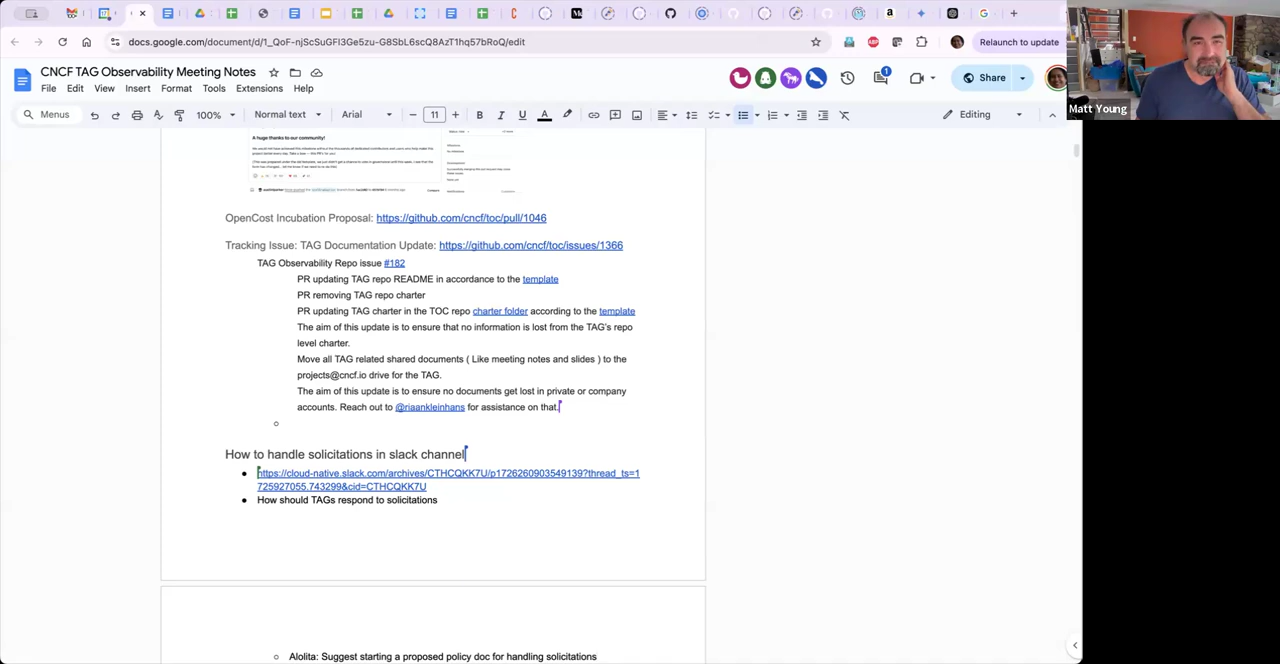 docs.google.com/document/d/1_QoF-njScSuGFl3Ge5zu-G8SiL6scQ8AzT1hq57bRoQ/edit
Relaunch to update
CNCF TAG Observability Meeting Notes
File Edit View Insert Format Tools Extensions Help
Share
Menus
100%
Normal text
Arial
11
Editing
Matt Young
A huge thanks to our community!
OpenCost Incubation Proposal: https://github.com/cncf/toc/pull/1046
Tracking Issue: TAG Documentation Update: https://github.com/cncf/toc/issues/1366
TAG Observability Repo issue #182
PR updating TAG repo README in accordance to the template
PR removing TAG repo charter
PR updating TAG charter in the TOC repo charter folder according to the template
The aim of this update is to ensure that no information is lost from the TAG's repo
level charter.
Move all TAG related shared documents ( Like meeting notes and slides ) to the
projects@cncf.io drive for the TAG.
The aim of this update is to ensure no documents get lost in private or company
accounts. Reach out to @riaankleinhans for assistance on that.
How to handle solicitations in slack channel
https://cloud-native.slack.com/archives/CTHCQKK7U/p1726260903549139?thread_ts=1
725927055.743299&cid=CTHCQKK7U
How should TAGs respond to solicitations
Alolita: Suggest starting a proposed policy doc for handling solicitations